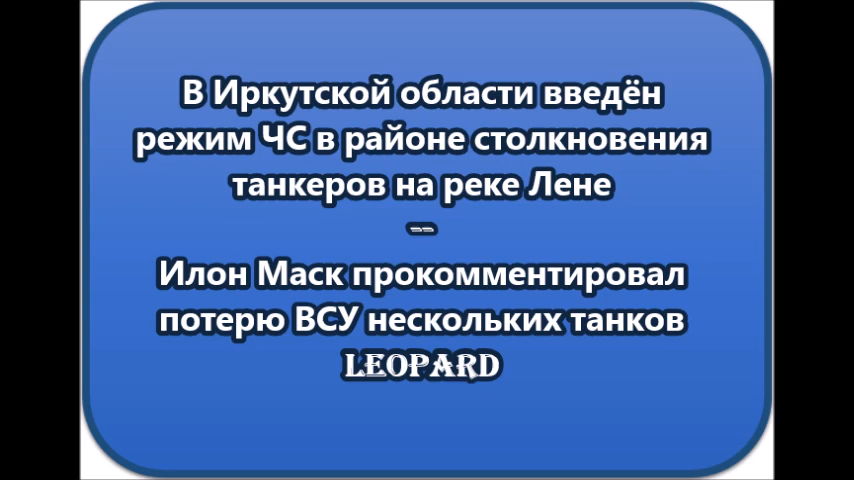 В Иркутской области введён
режим ЧС в районе столкновения
танкеров на реке Лене
--
Илон Маск прокомментировал
потерю ВСУ нескольких танков
LEOPARD